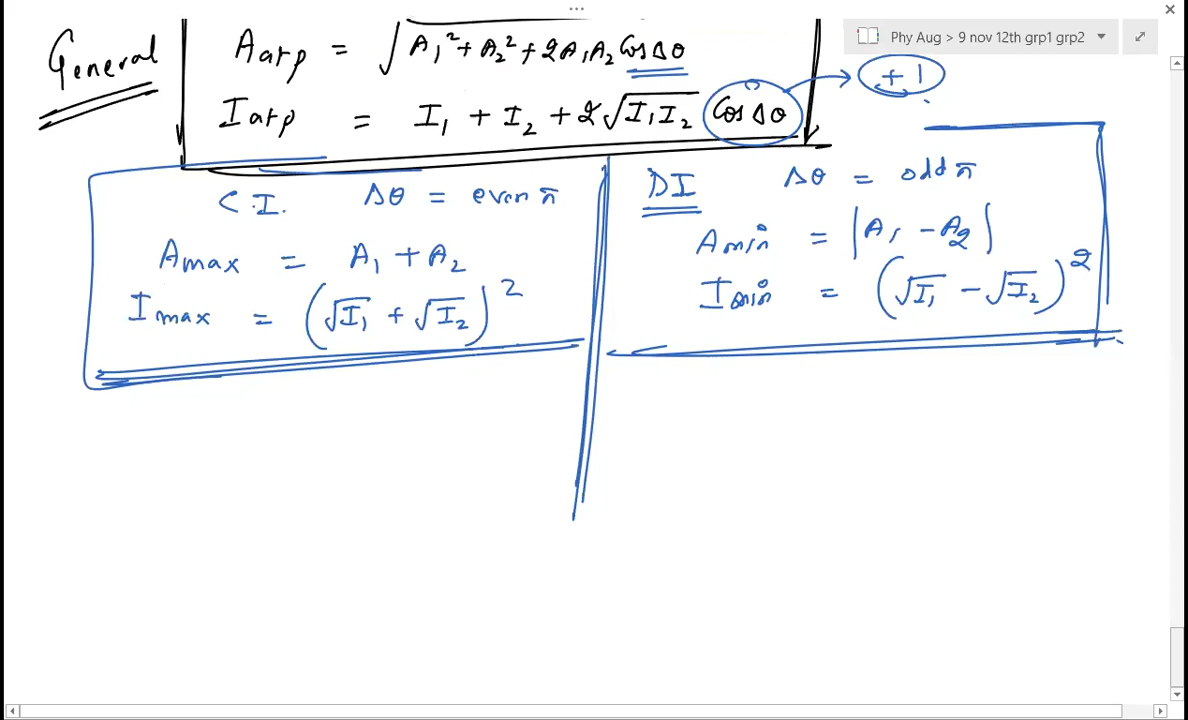 Phy Aug > 9 nov 12th grp1 grp2
General
Aatp = √A₁² + A₂² + 2A₁A₂ Cos Δθ
Iatp = I₁ + I₂ + 2√I₁I₂ Cos Δθ
+1
C.I. Δθ = even π
Amax = A₁ + A₂
Imax = (√I₁ + √I₂)²
DI Δθ = odd π
Amin = |A₁ - A₂|
Imin = (√I₁ - √I₂)²